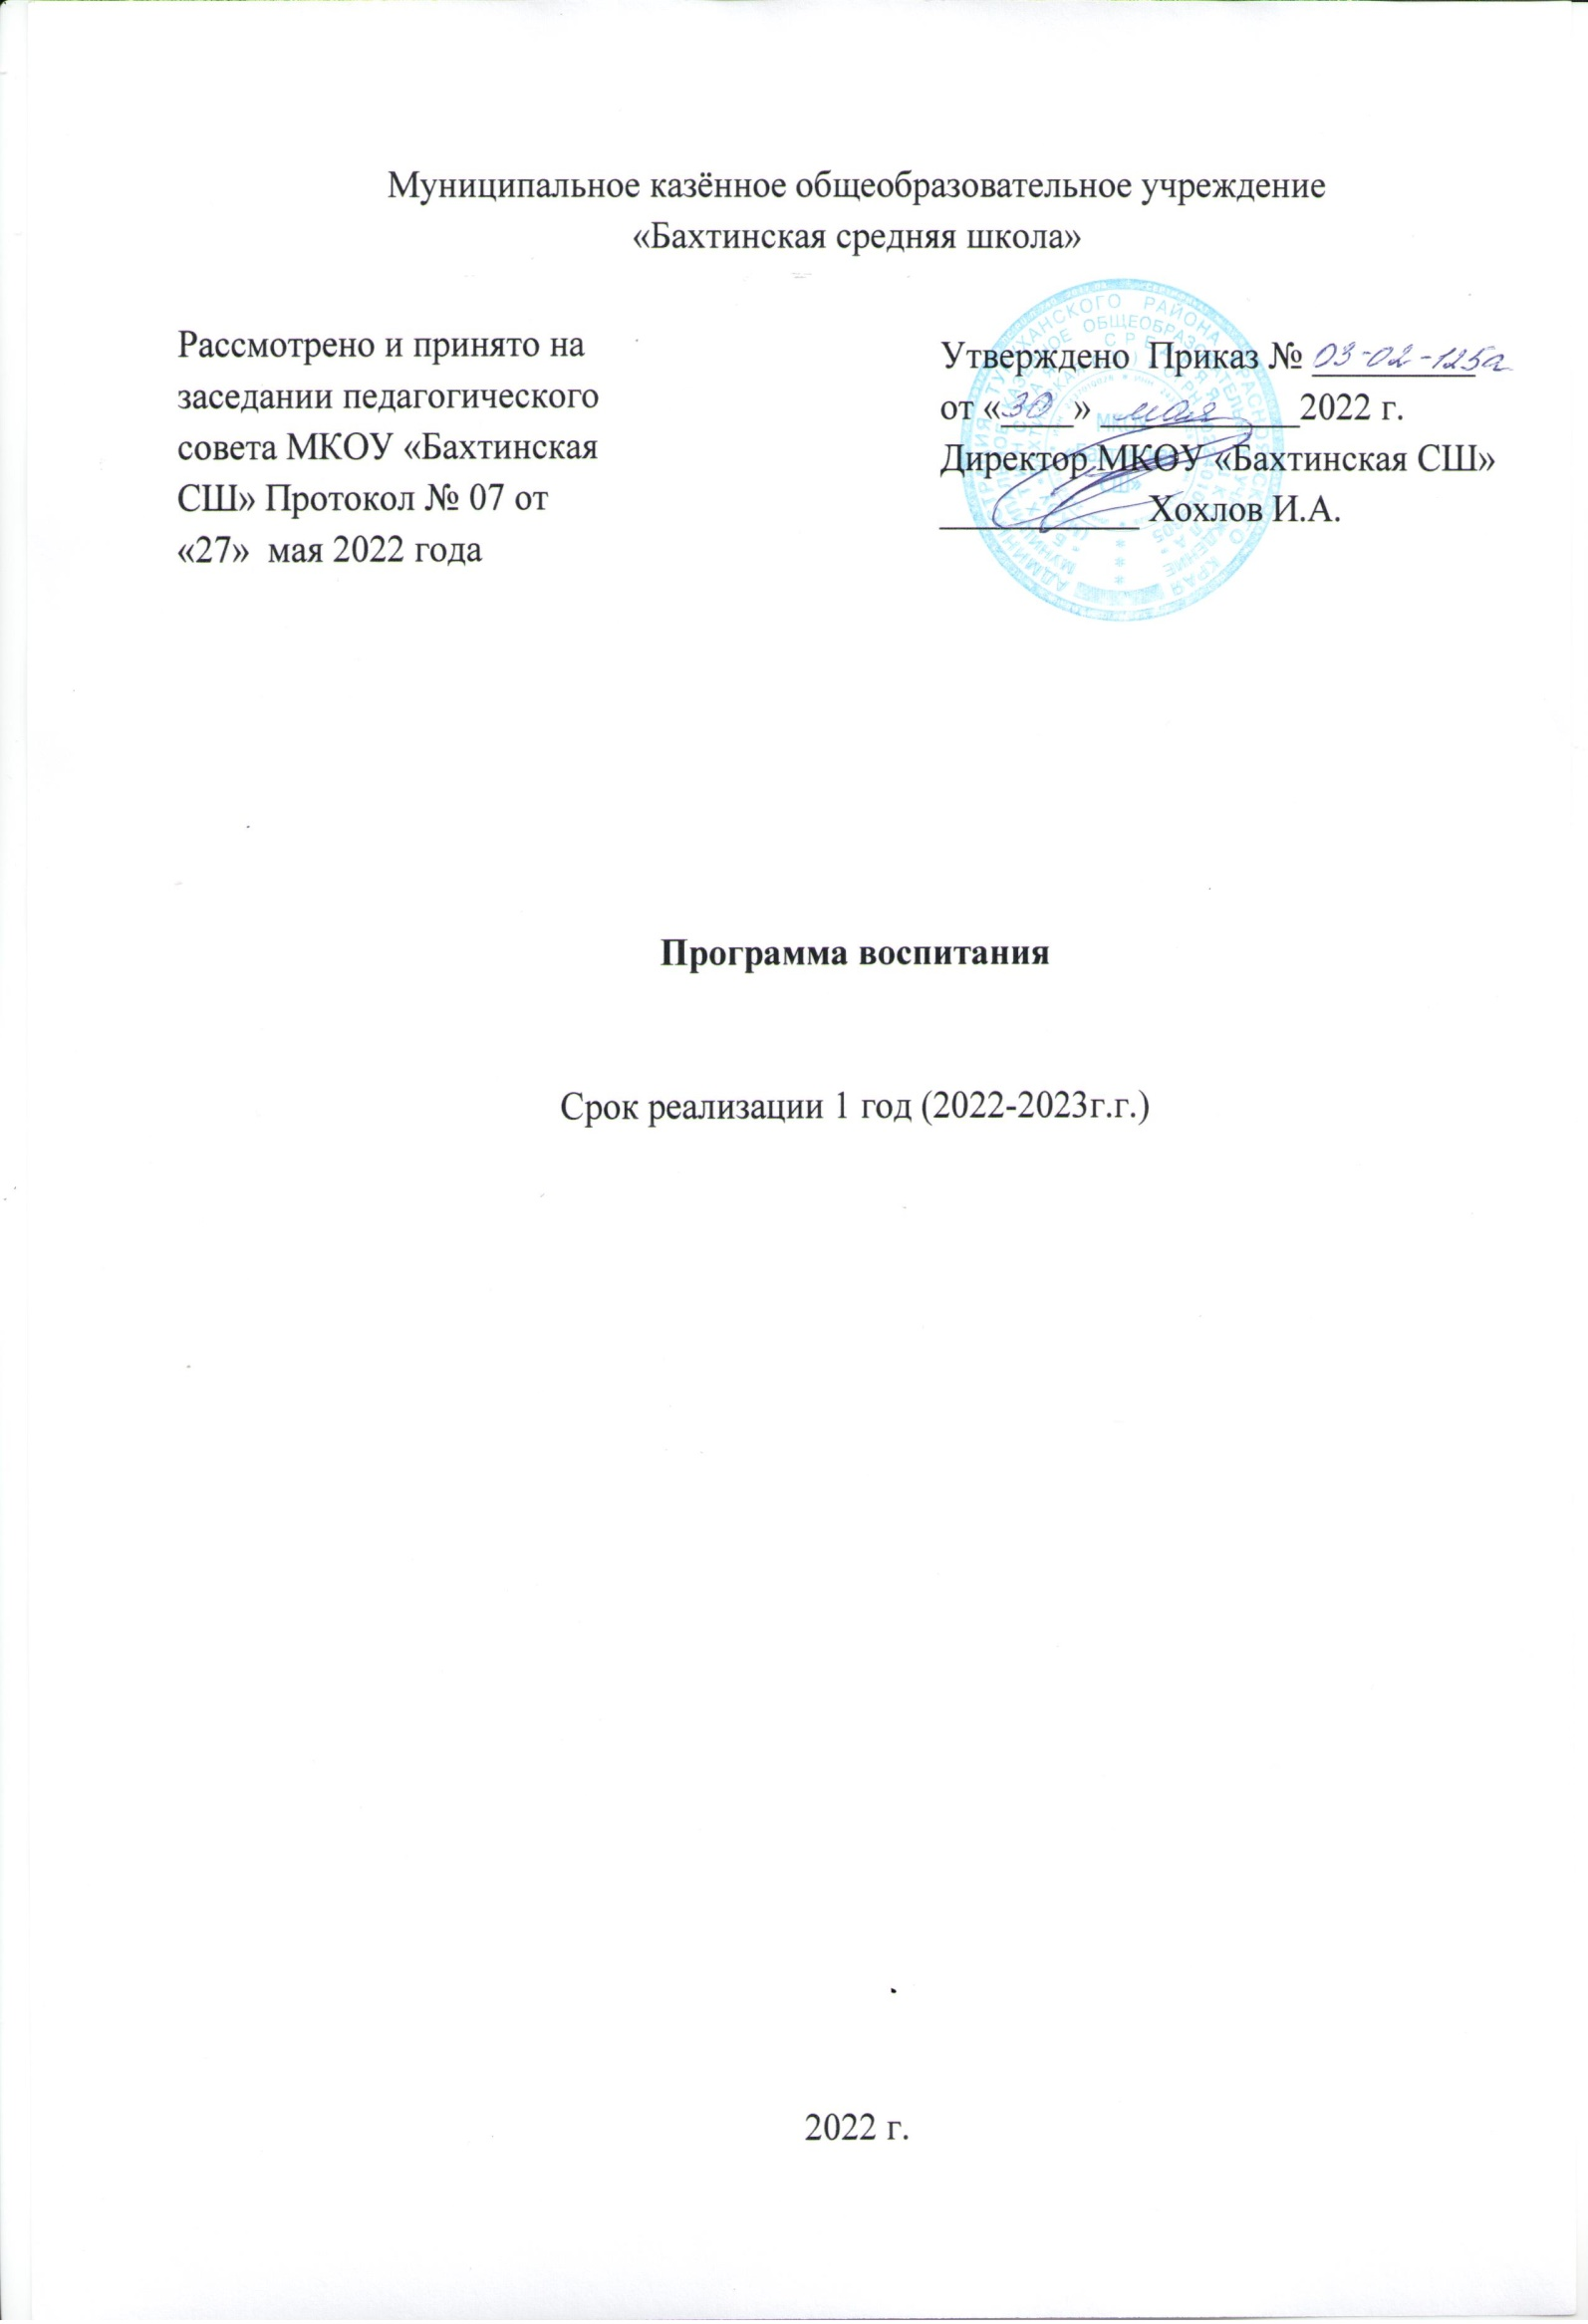 Муниципальное казённое общеобразовательное учреждение
«Бахтинская средняя школа»
Рассмотрено и принято на
заседании педагогического
совета МКОУ «Бахтинская
СШ» Протокол № 07 от
«27» мая 2022 года
Утверждено Приказ № 03-02-125а
от «30» мая 2022 г.
Директор МКОУ «Бахтинская СШ»
Хохлов И.А.
Программа воспитания
Срок реализации 1 год (2022-2023г.г.)
2022 г.